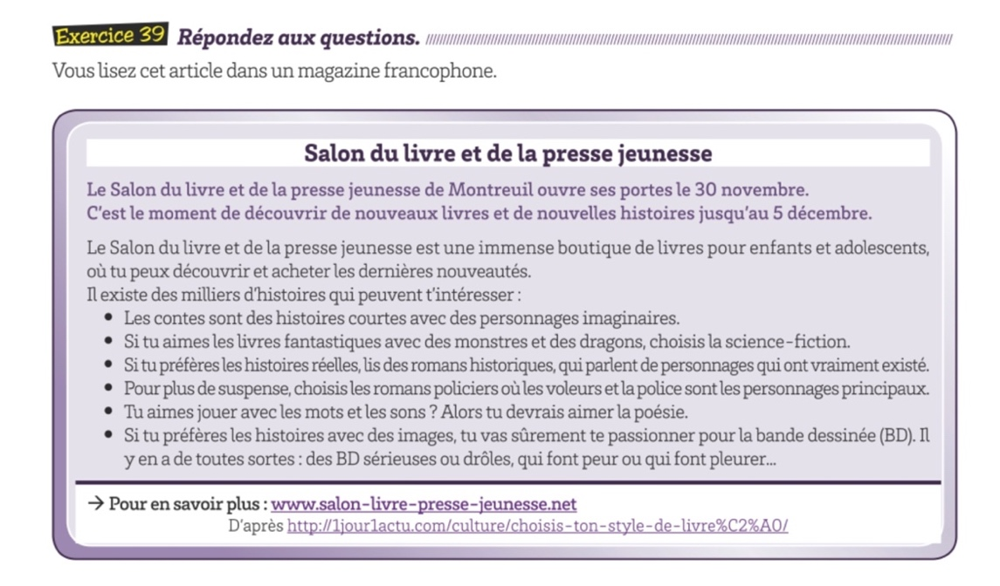 Exercice 39 Répondez aux questions.
Vous lisez cet article dans un magazine francophone.
Salon du livre et de la presse jeunesse
Le Salon du livre et de la presse jeunesse de Montreuil ouvre ses portes le 30 novembre.
C'est le moment de découvrir de nouveaux livres et de nouvelles histoires jusqu'au 5 décembre.
Le Salon du livre et de la presse jeunesse est une immense boutique de livres pour enfants et adolescents,
où tu peux découvrir et acheter les dernières nouveautés.
Il existe des milliers d'histoires qui peuvent t'intéresser :
• Les contes sont des histoires courtes avec des personnages imaginaires.
• Si tu aimes les livres fantastiques avec des monstres et des dragons, choisis la science-fiction.
• Si tu préfères les histoires réelles, lis des romans historiques, qui parlent de personnages qui ont vraiment existé.
• Pour plus de suspense, choisis les romans policiers où les voleurs et la police sont les personnages principaux.
• Tu aimes jouer avec les mots et les sons ? Alors tu devrais aimer la poésie.
• Si tu préfères les histoires avec des images, tu vas sûrement te passionner pour la bande dessinée (BD). Il
y en a de toutes sortes : des BD sérieuses ou drôles, qui font peur ou qui font pleurer...
→ Pour en savoir plus : www.salon-livre-presse-jeunesse.net
D'après http://1jour1actu.com/culture/choisis-ton-style-de-livre%C2%A0/